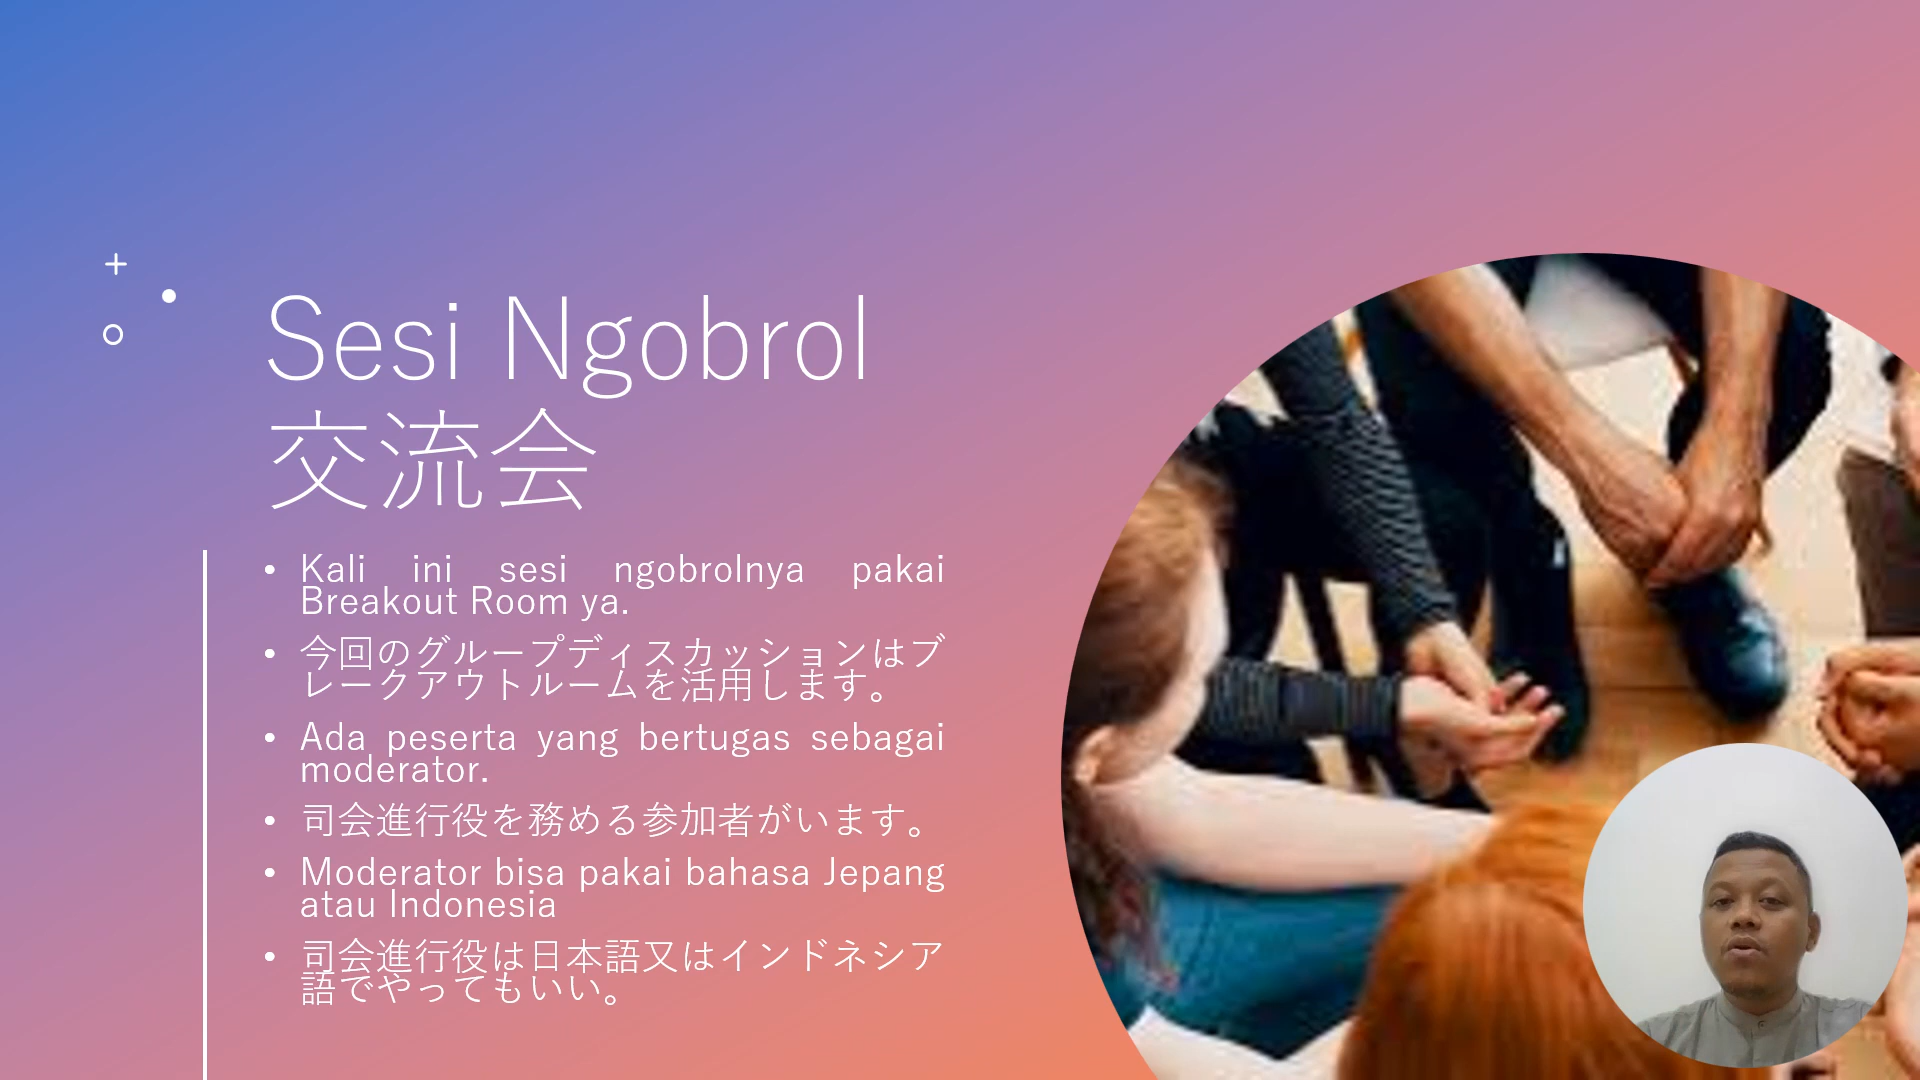 Sesi Ngobrol
交流会
• Kali ini sesi ngobrolnya pakai
Breakout Room ya.
• 今回のグループディスカッションはブ
レークアウトルームを活用します。
• Ada peserta yang bertugas sebagai
moderator.
• 司会進行役を務める参加者がいます。
• Moderator bisa pakai bahasa Jepang
atau Indonesia
• 司会進行役は日本語又はインドネシア
語でやってもいい。